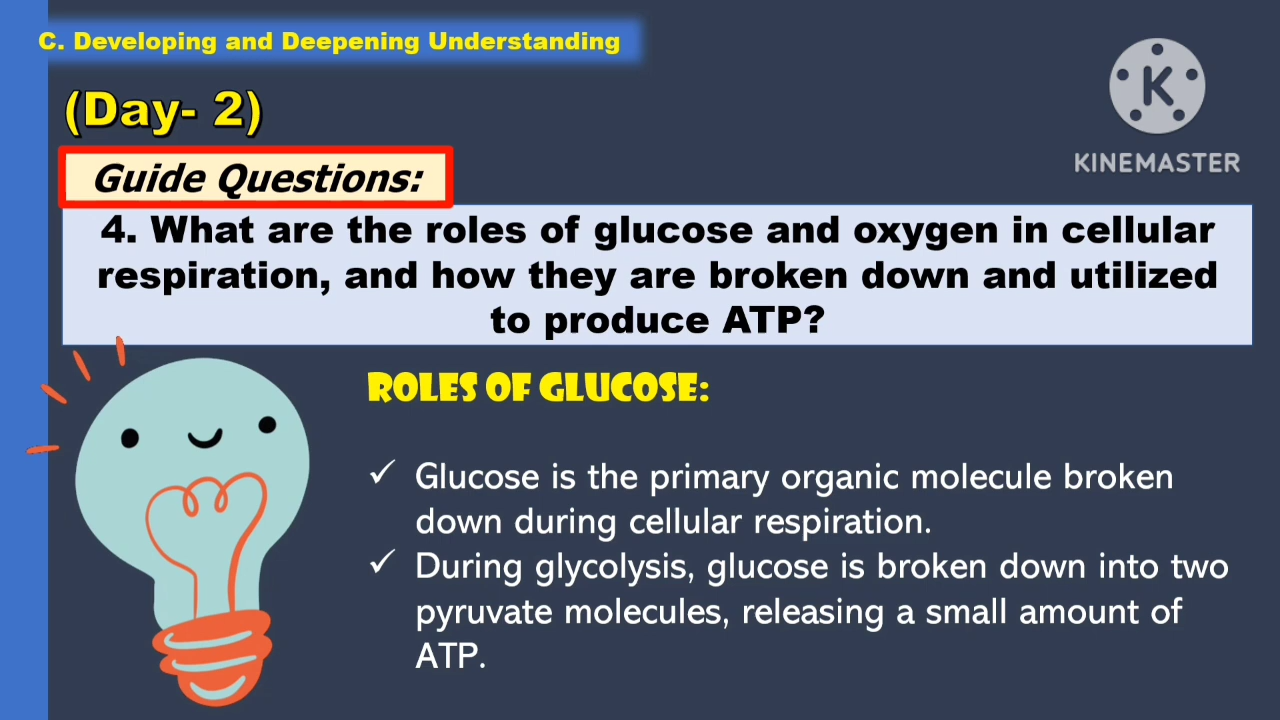 C. Developing and Deepening Understanding
(Day- 2)
K
KINEMASTER
Guide Questions:
4. What are the roles of glucose and oxygen in cellular
respiration, and how they are broken down and utilized
to produce ATP?
ROLES OF GLUCOSE:
✓ Glucose is the primary organic molecule broken
down during cellular respiration.
✓ During glycolysis, glucose is broken down into two
pyruvate molecules, releasing a small amount of
ATP.